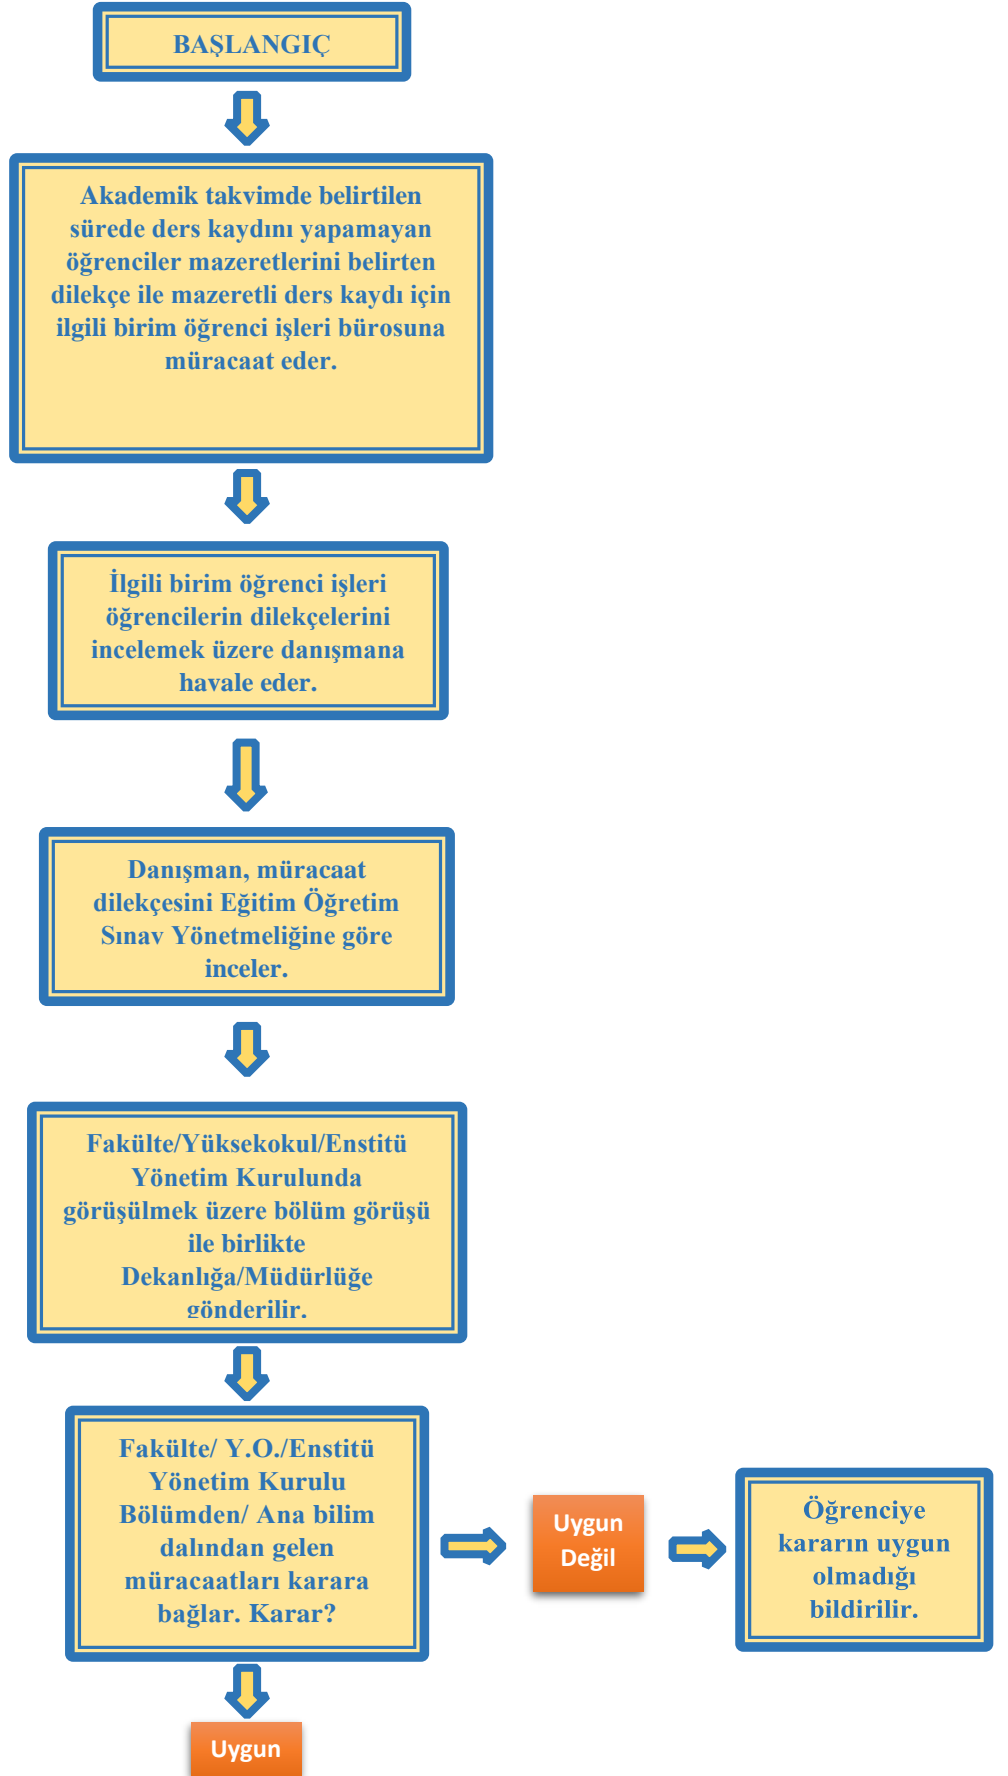 BAŞLANGIÇ
Akademik takvimde belirtilen
sürede ders kaydını yapamayan
öğrenciler mazeretlerini belirten
dilekçe ile mazeretli ders kaydı için
ilgili birim öğrenci işleri bürosuna
müracaat eder.
İlgili birim öğrenci işleri
öğrencilerin dilekçelerini
incelemek üzere danışmana
havale eder.
Danışman, müracaat
dilekçesini Eğitim Öğretim
Sınav Yönetmeliğine göre
inceler.
Fakülte/Yüksekokul/Enstitü
Yönetim Kurulunda
görüşülmek üzere bölüm görüşü
ile birlikte
Dekanlığa/Müdürlüğe
gönderilir.
Fakülte/ Y.O./Enstitü
Yönetim Kurulu
Bölümden/ Ana bilim
dalından gelen
müracaatları karara
bağlar. Karar?
Uygun
Değil
Öğrenciye
kararın uygun
olmadığı
bildirilir.
Uygun